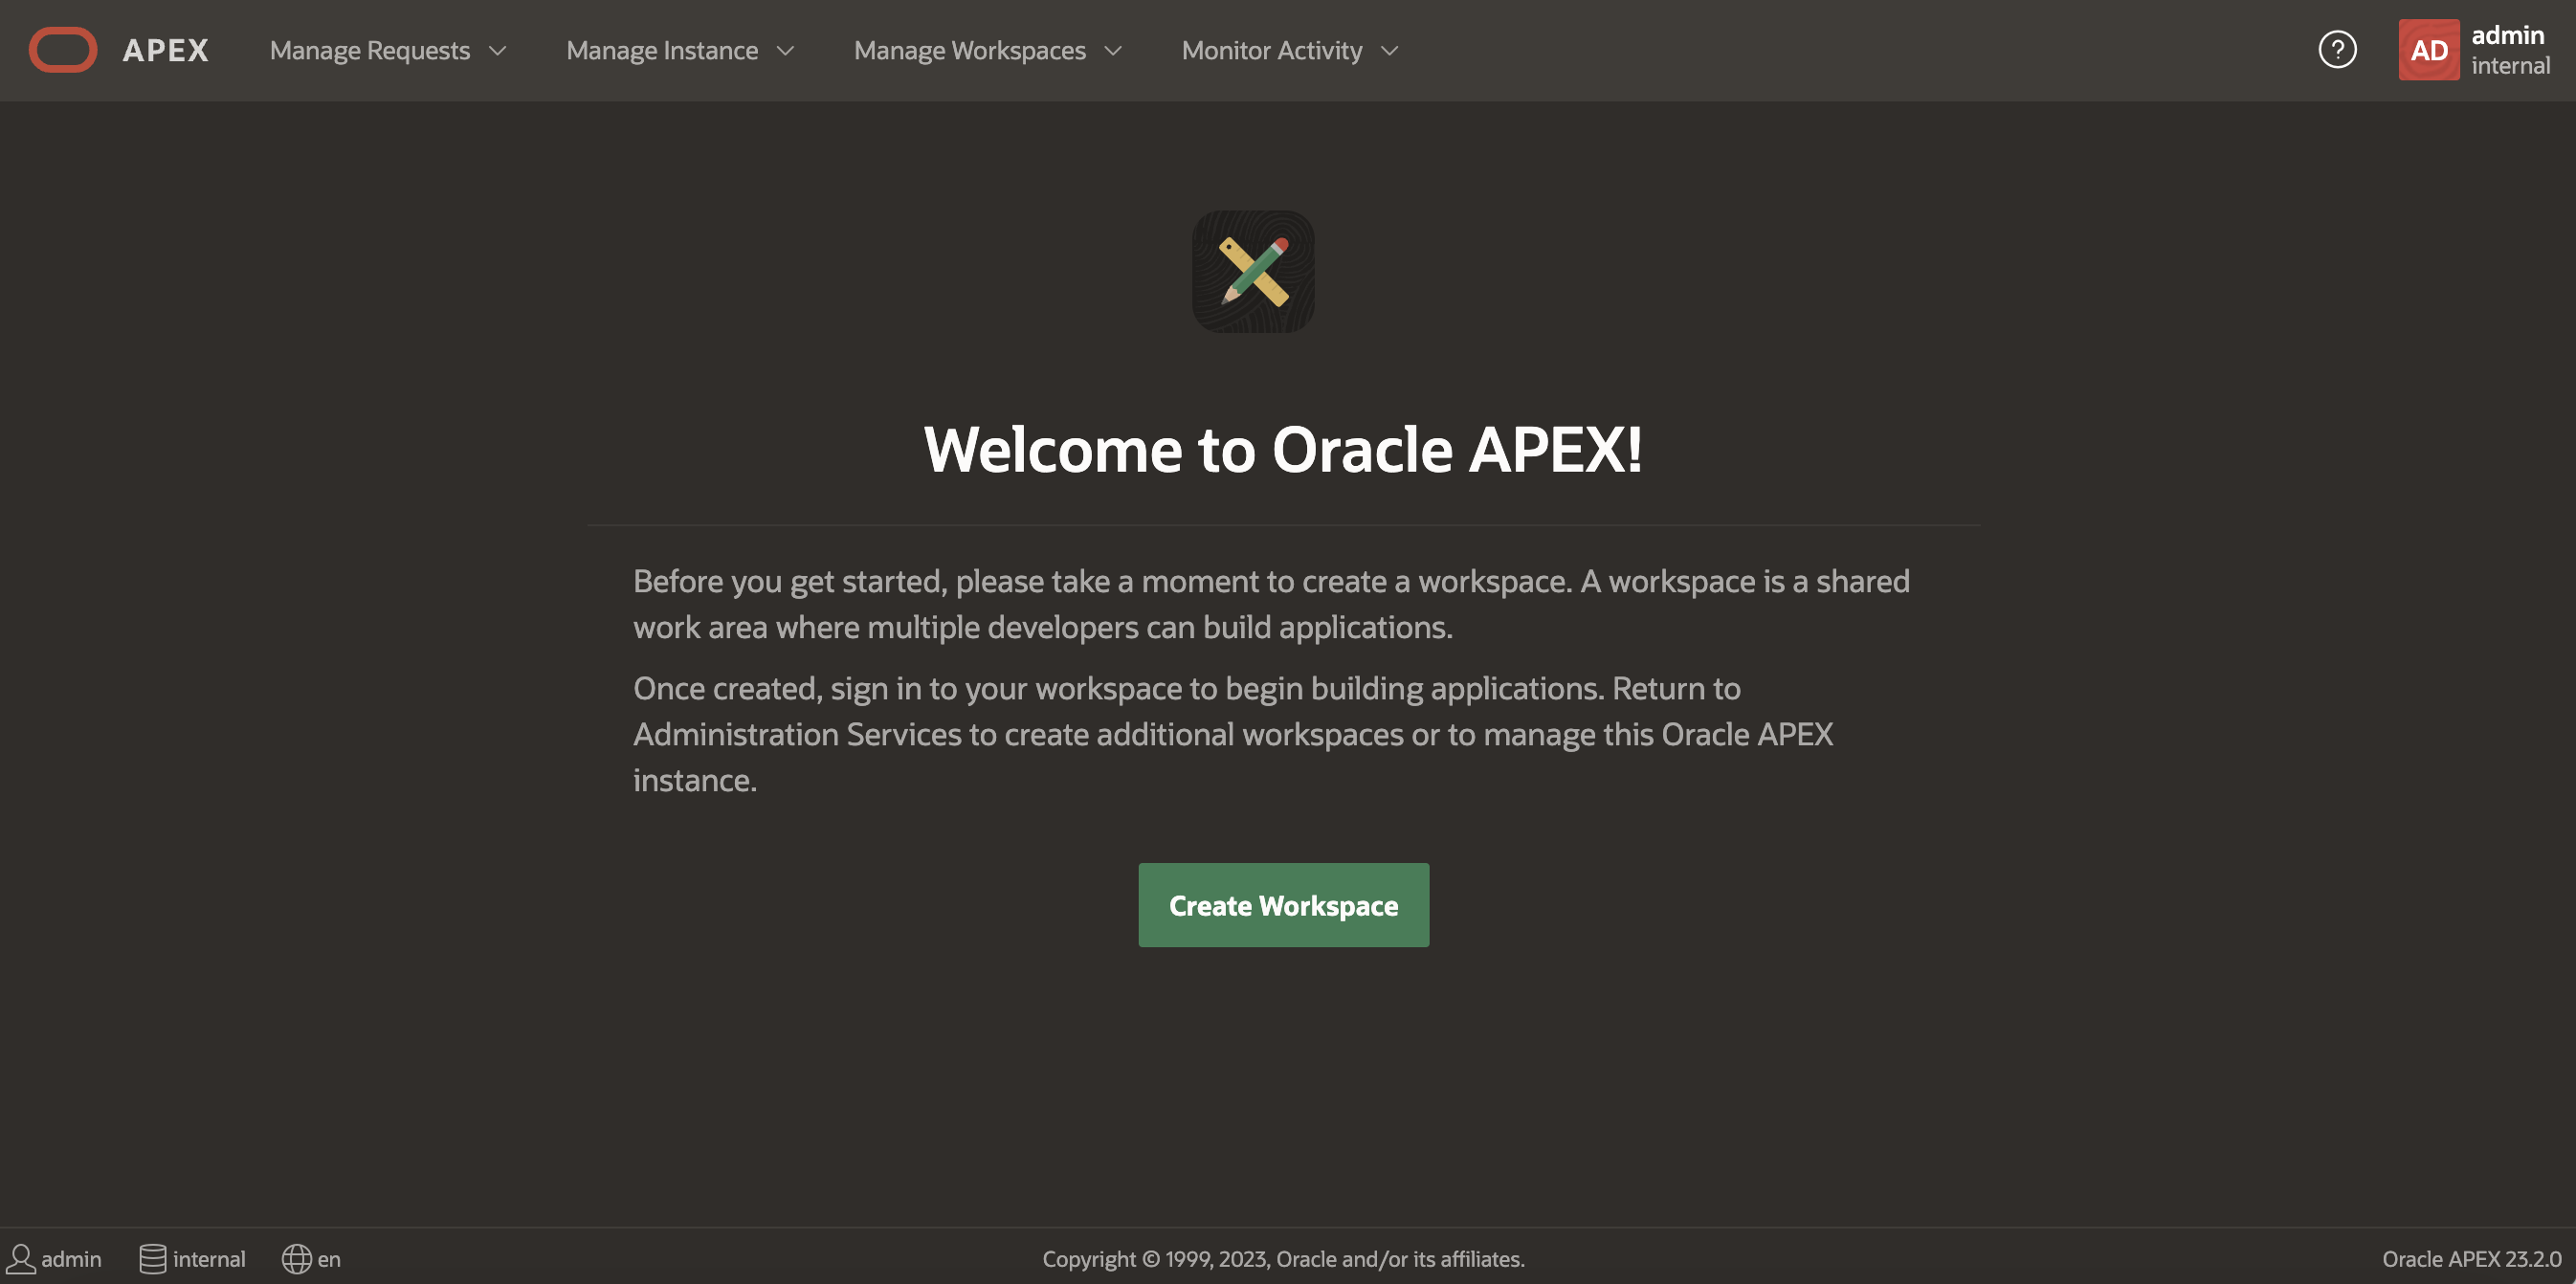 APEX Manage Requests Manage Instance Manage Workspaces Monitor Activity ? AD admin
internal
Welcome to Oracle APEX!
Before you get started, please take a moment to create a workspace. A workspace is a shared
work area where multiple developers can build applications.
Once created, sign in to your workspace to begin building applications. Return to
Administration Services to create additional workspaces or to manage this Oracle APEX
instance.
Create Workspace
admin internal en Copyright © 1999, 2023, Oracle and/or its affiliates. Oracle APEX 23.2.0